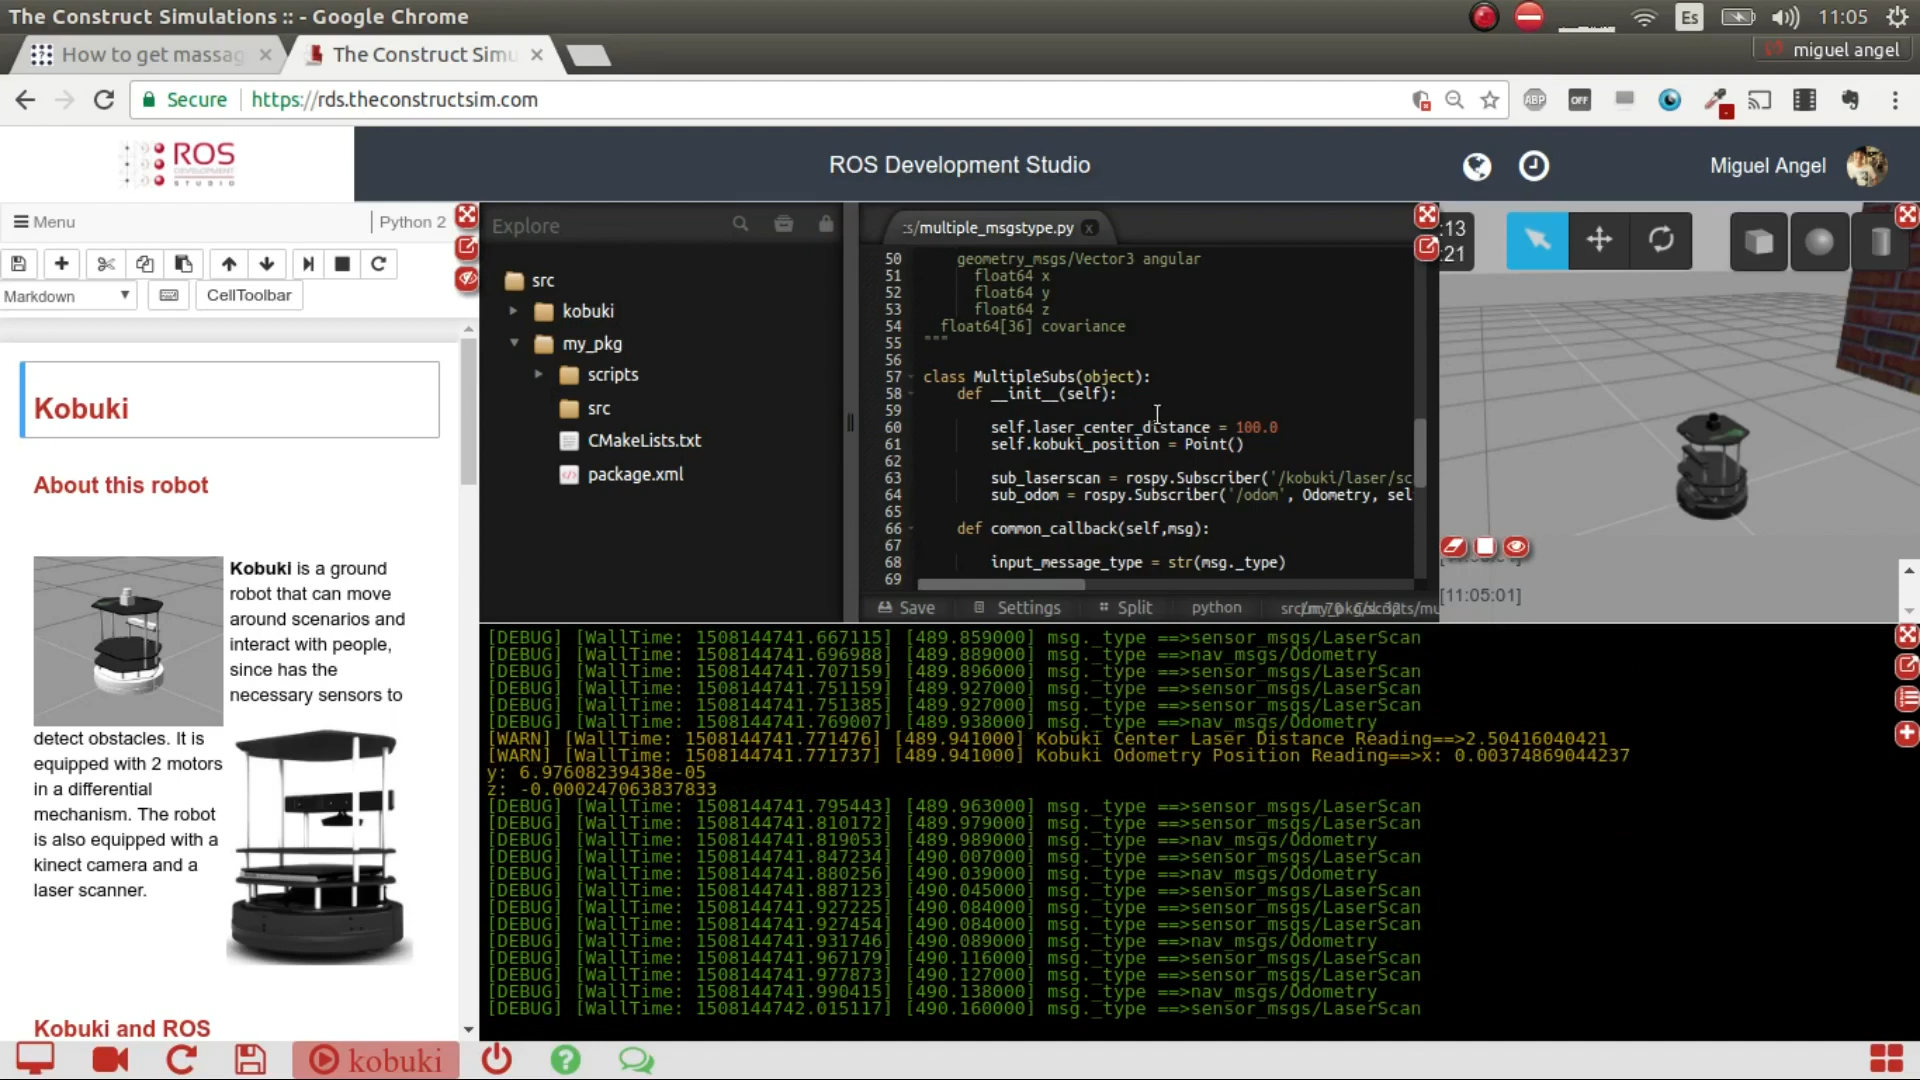 The Construct Simulations :: - Google Chrome
Es
11:05
How to get massag
The Construct Simu
miguel angel
Secure
https://rds.theconstructsim.com
ABP
OFF
ROS
DEVELOPMENT
STUDIO
ROS Development Studio
Miguel Angel
Menu
Python 2
Markdown
CellToolbar
Kobuki
About this robot
Kobuki is a ground
robot that can move
around scenarios and
interact with people,
since has the
necessary sensors to
detect obstacles. It is
equipped with 2 motors
in a differential
mechanism. The robot
is also equipped with a
kinect camera and a
laser scanner.
Kobuki and ROS
Explore
src
kobuki
my_pkg
scripts
src
CMakeLists.txt
package.xml
:s/multiple_msgstype.py
50 geometry_msgs/Vector3 angular
51 float64 x
52 float64 y
53 float64 z
54 float64[36] covariance
55 """
56
57 class MultipleSubs(object):
58 def __init__(self):
59
60 self.laser_center_distance = 100.0
61 self.kobuki_position = Point()
62
63 sub_laserscan = rospy.Subscriber('/kobuki/laser/sc
64 sub_odom = rospy.Subscriber('/odom', Odometry, sel
65
66 def common_callback(self,msg):
67
68 input_message_type = str(msg._type)
69
Save
Settings
Split
python
:13
:21
[11:05:01]
[DEBUG] [WallTime: 1508144741.667115] [489.859000] msg._type ==>sensor_msgs/LaserScan
[DEBUG] [WallTime: 1508144741.696988] [489.889000] msg._type ==>nav_msgs/Odometry
[DEBUG] [WallTime: 1508144741.707159] [489.896000] msg._type ==>sensor_msgs/LaserScan
[DEBUG] [WallTime: 1508144741.751159] [489.927000] msg._type ==>sensor_msgs/LaserScan
[DEBUG] [WallTime: 1508144741.751385] [489.927000] msg._type ==>sensor_msgs/LaserScan
[DEBUG] [WallTime: 1508144741.769007] [489.938000] msg._type ==>nav_msgs/Odometry
[WARN] [WallTime: 1508144741.771476] [489.941000] Kobuki Center Laser Distance Reading==>2.50416040421
[WARN] [WallTime: 1508144741.771737] [489.941000] Kobuki Odometry Position Reading==>x: 0.00374869044237
y: 6.97608239438e-05
z: -0.000247063837833
[DEBUG] [WallTime: 1508144741.795443] [489.963000] msg._type ==>sensor_msgs/LaserScan
[DEBUG] [WallTime: 1508144741.810172] [489.979000] msg._type ==>sensor_msgs/LaserScan
[DEBUG] [WallTime: 1508144741.819053] [489.989000] msg._type ==>nav_msgs/Odometry
[DEBUG] [WallTime: 1508144741.847234] [490.007000] msg._type ==>sensor_msgs/LaserScan
[DEBUG] [WallTime: 1508144741.880256] [490.039000] msg._type ==>nav_msgs/Odometry
[DEBUG] [WallTime: 1508144741.887123] [490.045000] msg._type ==>sensor_msgs/LaserScan
[DEBUG] [WallTime: 1508144741.927225] [490.084000] msg._type ==>sensor_msgs/LaserScan
[DEBUG] [WallTime: 1508144741.927454] [490.084000] msg._type ==>sensor_msgs/LaserScan
[DEBUG] [WallTime: 1508144741.931746] [490.089000] msg._type ==>nav_msgs/Odometry
[DEBUG] [WallTime: 1508144741.967179] [490.116000] msg._type ==>sensor_msgs/LaserScan
[DEBUG] [WallTime: 1508144741.977873] [490.127000] msg._type ==>sensor_msgs/LaserScan
[DEBUG] [WallTime: 1508144741.990415] [490.138000] msg._type ==>nav_msgs/Odometry
[DEBUG] [WallTime: 1508144742.015117] [490.160000] msg._type ==>sensor_msgs/LaserScan
kobuki